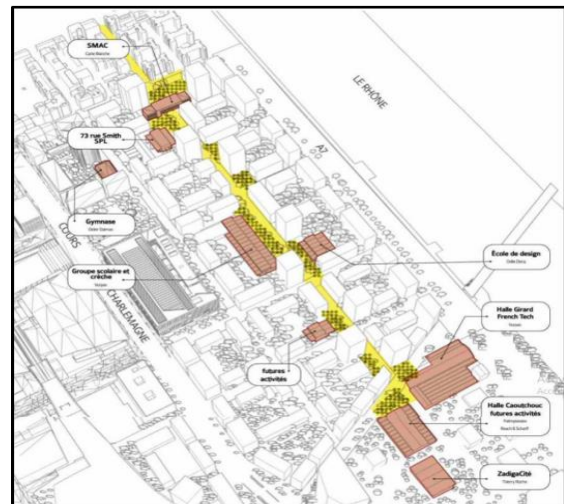 SMAC
LE RHÔNE
A7
73 rue Smith
SPL
Gymnase
COURS
CHARLEMAGNE
Groupe scolaire et
crèche
École de design
Halle Girard
French Tech
futures
activités
Halle Caoutchouc
futures activités
ZadigaCité